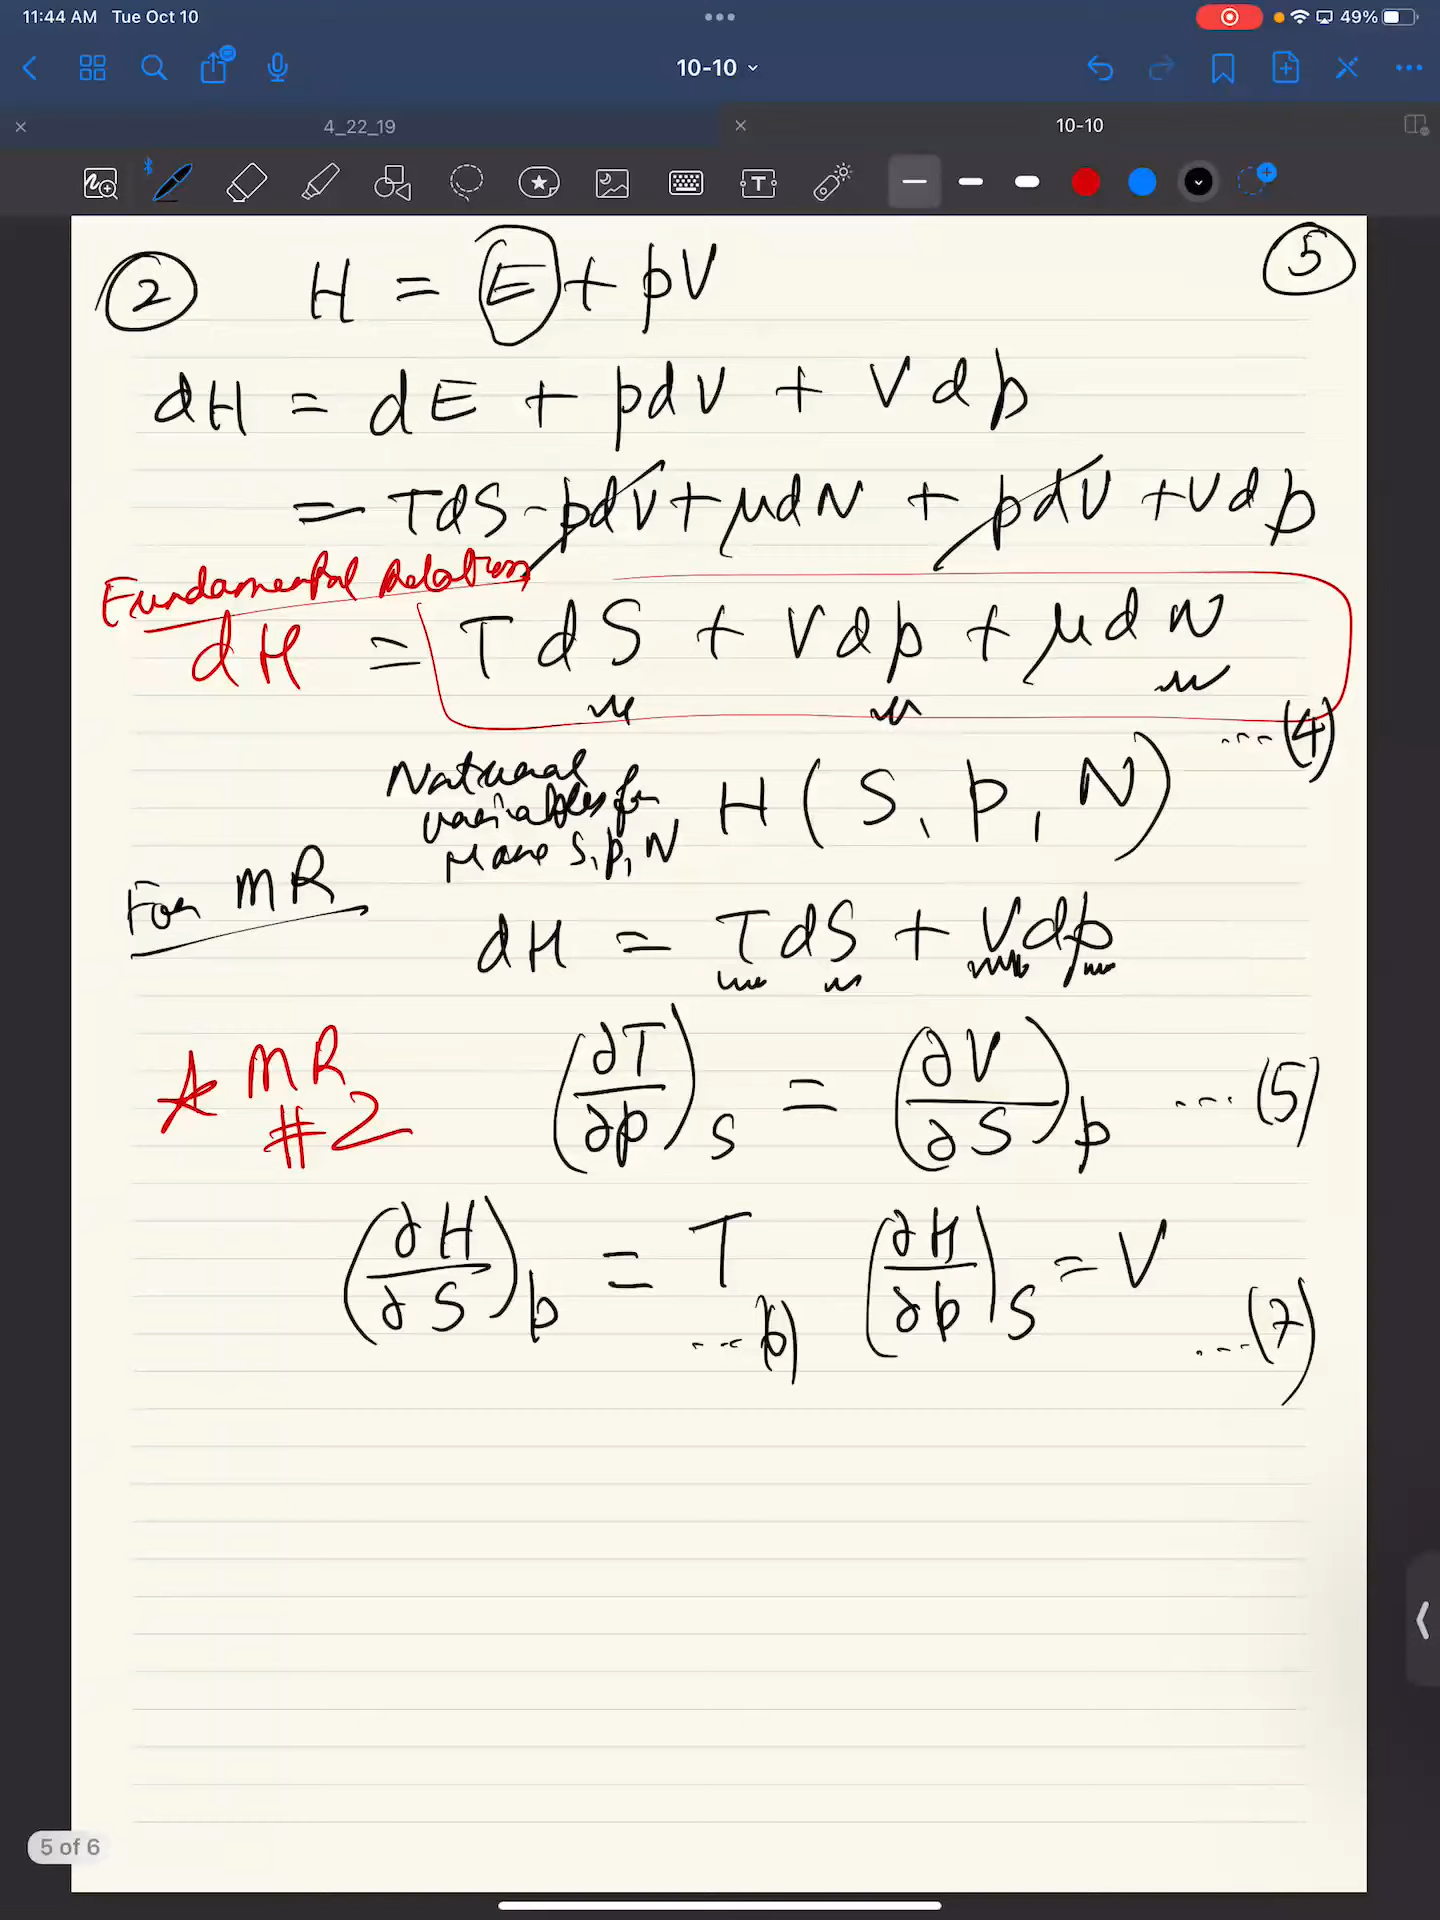 11:44 AM Tue Oct 10
49%
10-10
4_22_19
10-10
② H = E + pV ⑤
dH = dE + pdV + Vdp
= TdS - pdV + μdN + pdV + Vdp
Fundamental Relation
dH = TdS + Vdp + μdN
...(4)
Natural variables for H are S, p, N
H(S, p, N)
For MR
dH = TdS + Vdp
★ MR #2 (∂T/∂p)_S = (∂V/∂S)_p ...(5)
(∂H/∂S)_p = T ...(6) (∂H/∂p)_S = V ...(7)
5 of 6